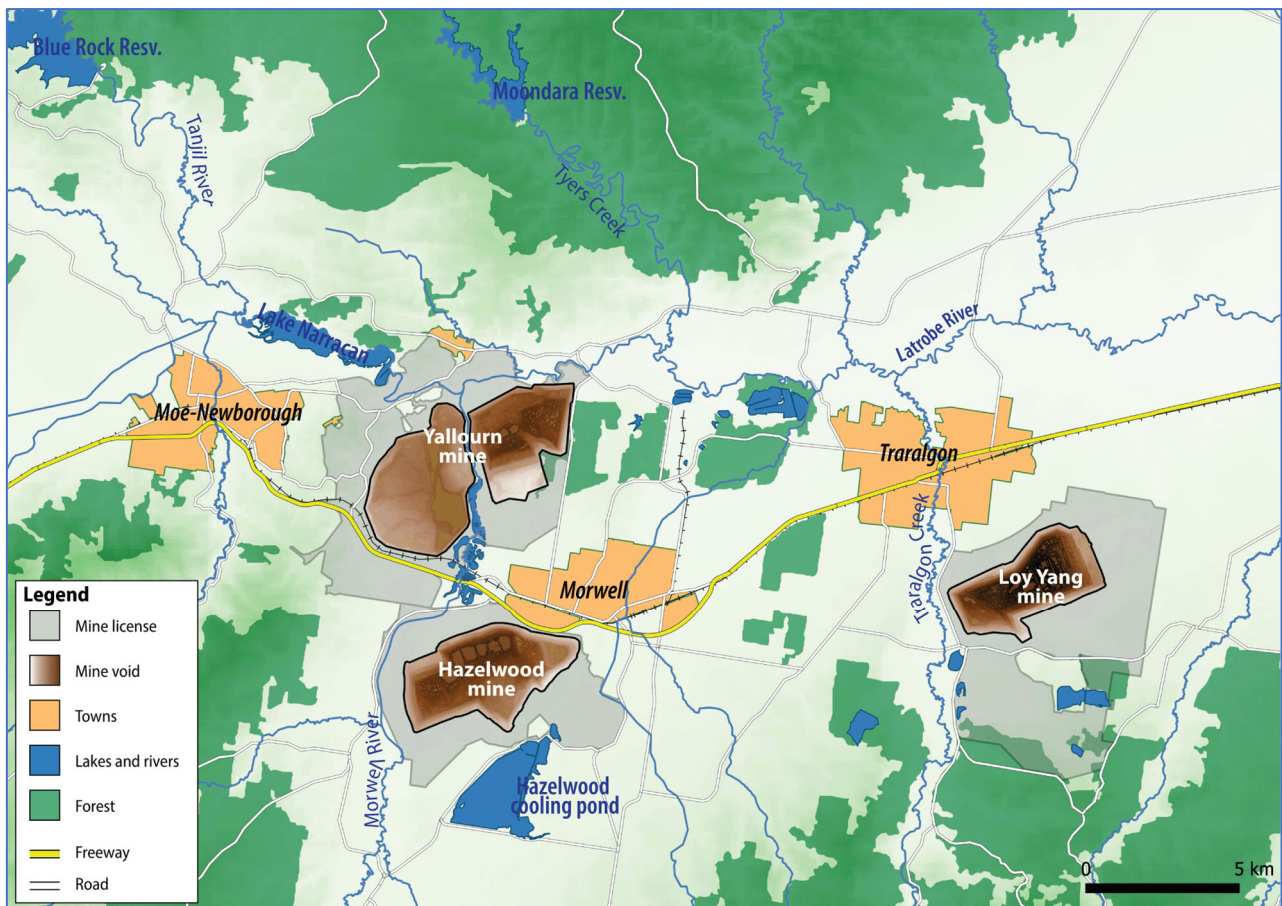 Blue Rock Resv.
Moondara Resv.
Tanjil River
Tyers Creek
Lake Narracan
Latrobe River
Moe-Newborough
Yallourn
mine
Traralgon
Traralgon Creek
Loy Yang
mine
Morwell
Hazelwood
mine
Morwell River
Hazelwood
cooling pond
Legend
Mine license
Mine void
Towns
Lakes and rivers
Forest
Freeway
Road
0 5 km